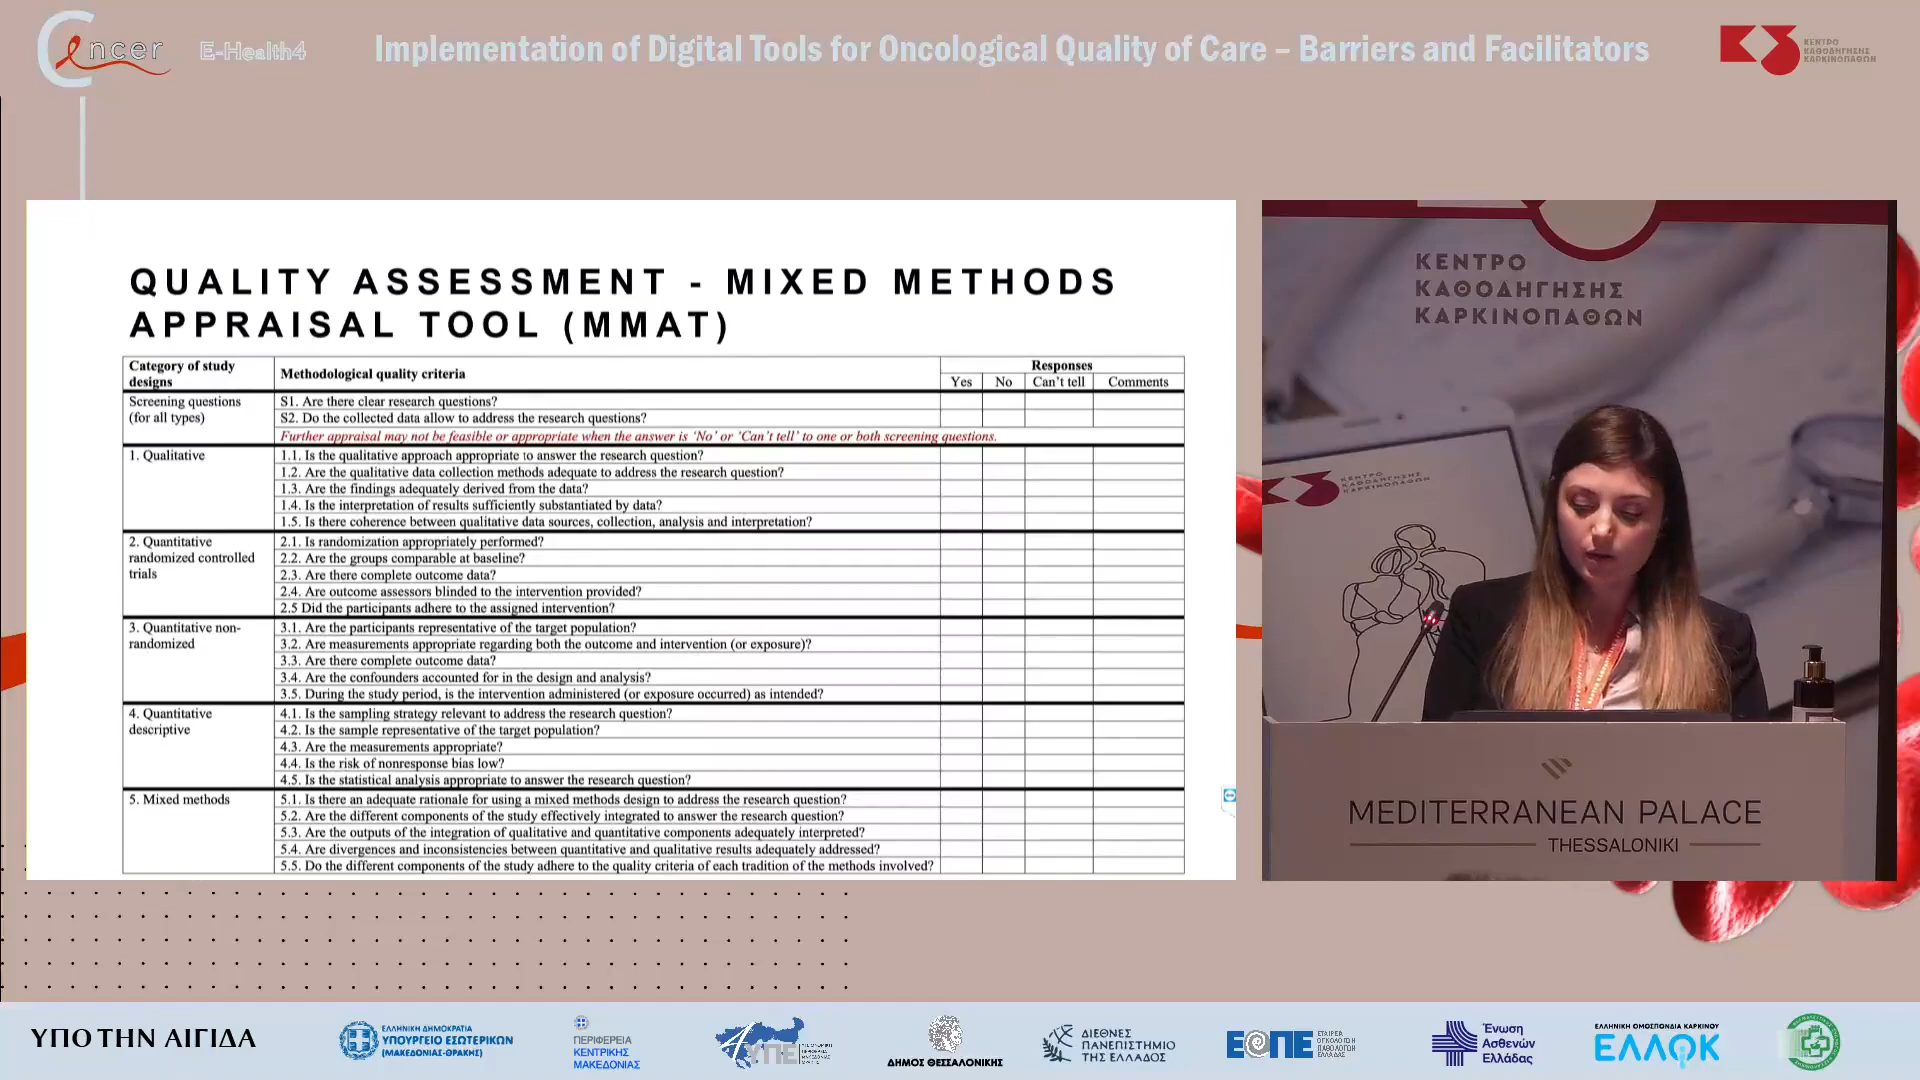 Cancer
E-Health4
Implementation of Digital Tools for Oncological Quality of Care – Barriers and Facilitators
ΚΕΝΤΡΟ
ΚΑΘΟΔΗΓΗΣΗΣ
ΚΑΡΚΙΝΟΠΑΘΩΝ
QUALITY ASSESSMENT - MIXED METHODS
APPRAISAL TOOL (MMAT)
Category of study
designs
Methodological quality criteria
Responses
Yes No Can't tell Comments
Screening questions
(for all types)
S1. Are there clear research questions?
S2. Do the collected data allow to address the research questions?
Further appraisal may not be feasible or appropriate when the answer is 'No' or 'Can't tell' to one or both screening questions.
1. Qualitative
1.1. Is the qualitative approach appropriate to answer the research question?
1.2. Are the qualitative data collection methods adequate to address the research question?
1.3. Are the findings adequately derived from the data?
1.4. Is the interpretation of results sufficiently substantiated by data?
1.5. Is there coherence between qualitative data sources, collection, analysis and interpretation?
2. Quantitative
randomized controlled
trials
2.1. Is randomization appropriately performed?
2.2. Are the groups comparable at baseline?
2.3. Are there complete outcome data?
2.4. Are outcome assessors blinded to the intervention provided?
2.5 Did the participants adhere to the assigned intervention?
3. Quantitative non-
randomized
3.1. Are the participants representative of the target population?
3.2. Are measurements appropriate regarding both the outcome and intervention (or exposure)?
3.3. Are there complete outcome data?
3.4. Are the confounders accounted for in the design and analysis?
3.5. During the study period, is the intervention administered (or exposure occurred) as intended?
4. Quantitative
descriptive
4.1. Is the sampling strategy relevant to address the research question?
4.2. Is the sample representative of the target population?
4.3. Are the measurements appropriate?
4.4. Is the risk of nonresponse bias low?
4.5. Is the statistical analysis appropriate to answer the research question?
5. Mixed methods
5.1. Is there an adequate rationale for using a mixed methods design to address the research question?
5.2. Are the different components of the study effectively integrated to answer the research question?
5.3. Are the outputs of the integration of qualitative and quantitative components adequately interpreted?
5.4. Are divergences and inconsistencies between quantitative and qualitative results adequately addressed?
5.5. Do the different components of the study adhere to the quality criteria of each tradition of the methods involved?
ΚΕΝΤΡΟ
ΚΑΘΟΔΗΓΗΣΗΣ
ΚΑΡΚΙΝΟΠΑΘΩΝ
ΚΕΝΤΡΟ
ΚΑΘΟΔΗΓΗΣΗΣ
ΚΑΡΚΙΝΟΠΑΘΩΝ
MEDITERRANEAN PALACE
THESSALONIKI
ΥΠΟ ΤΗΝ ΑΙΓΙΔΑ
ΕΛΛΗΝΙΚΗ ΔΗΜΟΚΡΑΤΙΑ
ΥΠΟΥΡΓΕΙΟ ΕΣΩΤΕΡΙΚΩΝ
(ΜΑΚΕΔΟΝΙΑΣ-ΘΡΑΚΗΣ)
ΠΕΡΙΦΕΡΕΙΑ
ΚΕΝΤΡΙΚΗΣ
ΜΑΚΕΔΟΝΙΑΣ
4ΥΠΕ
ΔΗΜΟΣ ΘΕΣΣΑΛΟΝΙΚΗΣ
ΔΙΕΘΝΕΣ
ΠΑΝΕΠΙΣΤΗΜΙΟ
ΤΗΣ ΕΛΛΑΔΟΣ
ΕΟΠΕ
ΕΤΑΙΡΕΙΑ
ΟΓΚΟΛΟΓΩΝ
ΠΑΘΟΛΟΓΩΝ
ΕΛΛΑΔΑΣ
Ένωση
Ασθενών
Ελλάδας
ΕΛΛΗΝΙΚΗ ΟΜΟΣΠΟΝΔΙΑ ΚΑΡΚΙΝΟΥ
ΕΛΛΟΚ